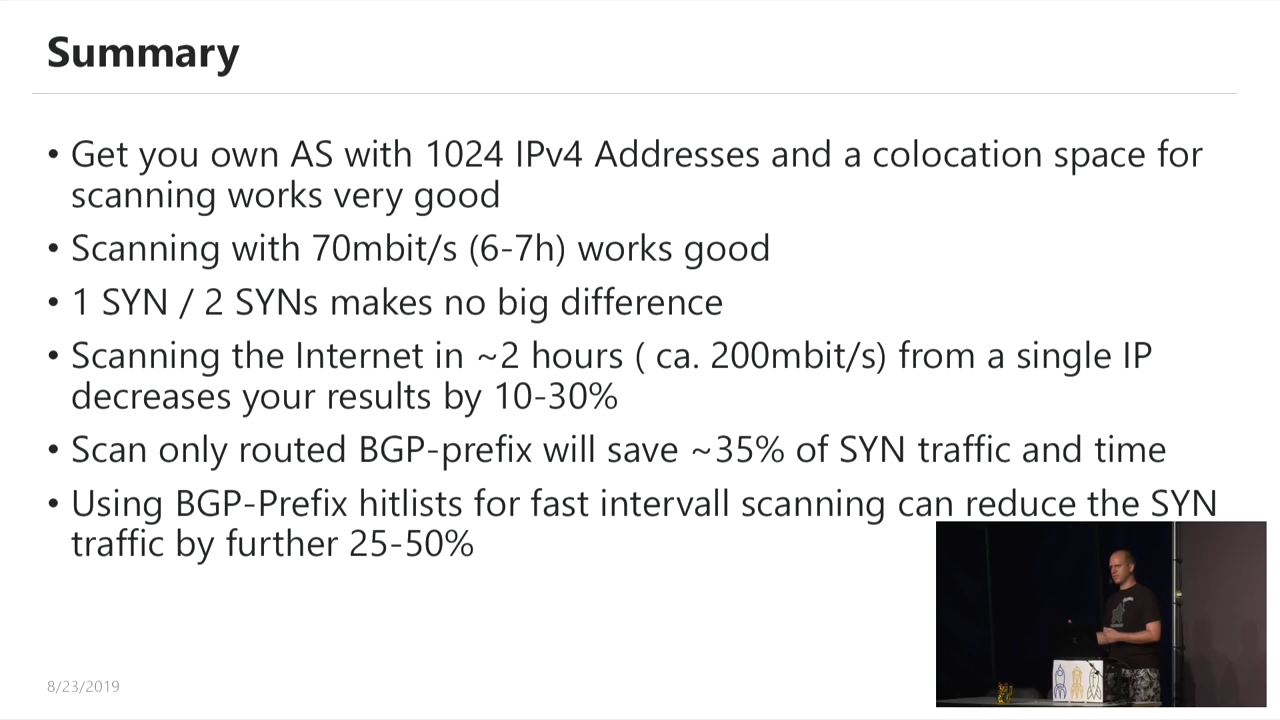 Summary
• Get you own AS with 1024 IPv4 Addresses and a colocation space for
scanning works very good
• Scanning with 70mbit/s (6-7h) works good
• 1 SYN / 2 SYNs makes no big difference
• Scanning the Internet in ~2 hours ( ca. 200mbit/s) from a single IP
decreases your results by 10-30%
• Scan only routed BGP-prefix will save ~35% of SYN traffic and time
• Using BGP-Prefix hitlists for fast intervall scanning can reduce the SYN
traffic by further 25-50%
8/23/2019